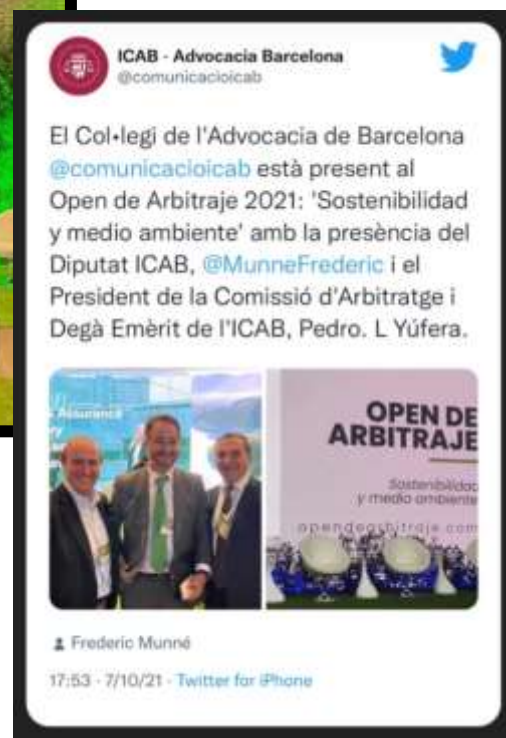 ICAB - Advocacia Barcelona
@comunicacioicab
El Col•legi de l'Advocacia de Barcelona
@comunicacioicab està present al
Open de Arbitraje 2021: 'Sostenibilidad
y medio ambiente' amb la presència del
Diputat ICAB, @MunneFrederic i el
President de la Comissió d'Arbitratge i
Degà Emèrit de l'ICAB, Pedro. L Yúfera.
Assurance
OPEN DE
ARBITRAJE
Sostenibilidad
y medio ambiente
opendearbitraje.com
Frederic Munné
17:53 - 7/10/21 - Twitter for iPhone